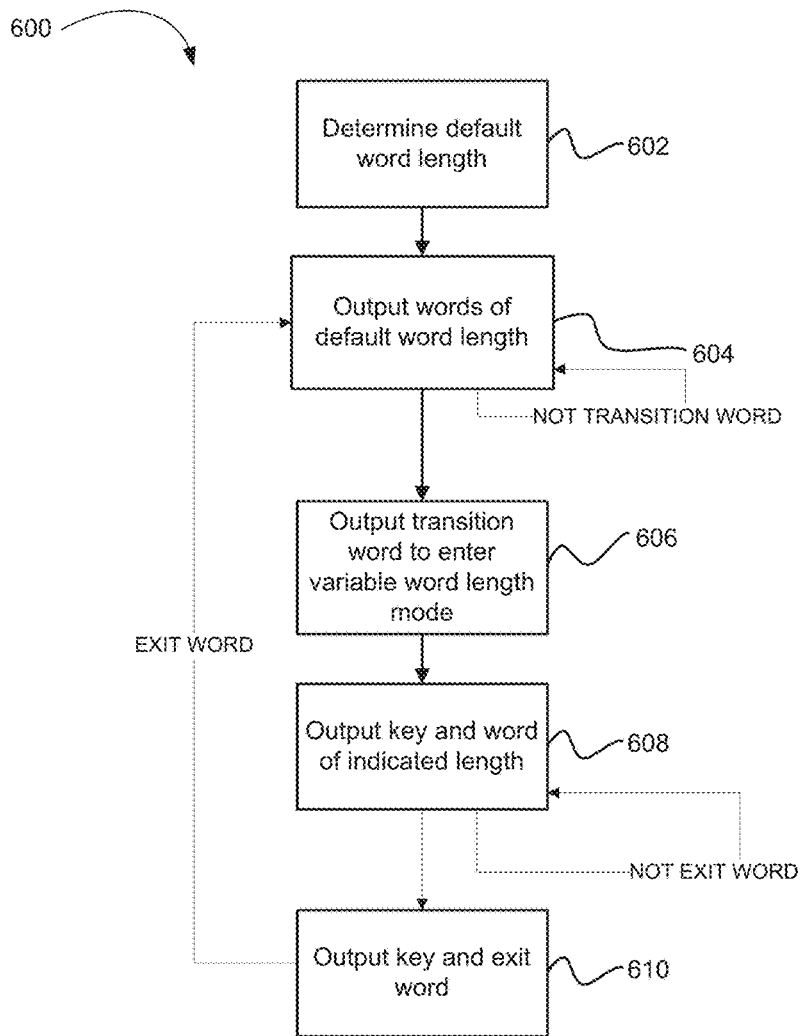 600
Determine default
word length
602
Output words of
default word length
604
NOT TRANSITION WORD
Output transition
word to enter
variable word length
mode
606
EXIT WORD
Output key and word
of indicated length
608
NOT EXIT WORD
Output key and exit
word
610